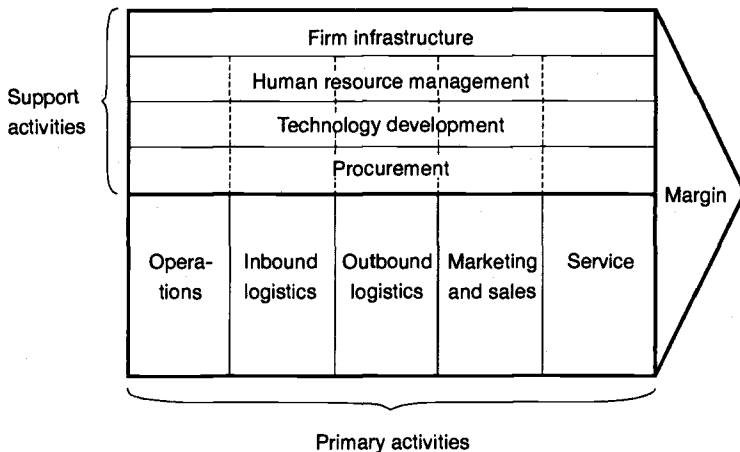 Firm infrastructure
Human resource management
Support
activities
Technology development
Procurement
Margin
Opera-
tions
Inbound
logistics
Outbound
logistics
Marketing
and sales
Service
Primary activities